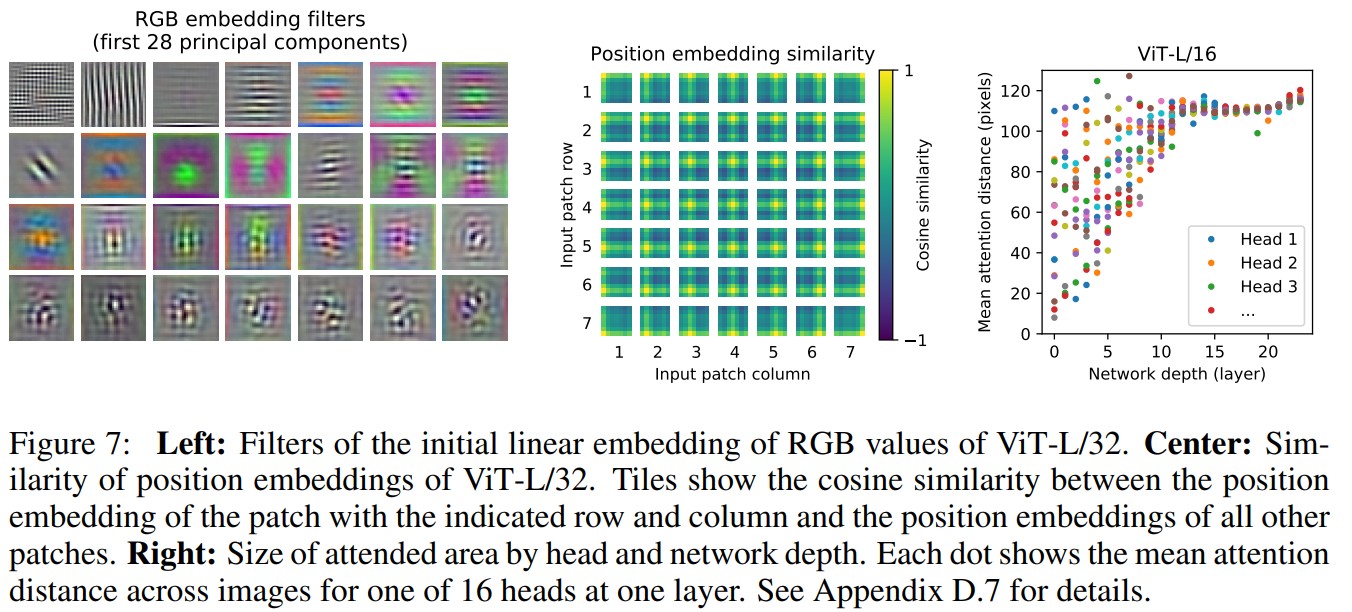 RGB embedding filters
(first 28 principal components)
Position embedding similarity
1
2
3
4
5
6
7
Input patch row
1 2 3 4 5 6 7
Input patch column
1
−1
Cosine similarity
ViT-L/16
120
100
80
60
40
20
0
Mean attention distance (pixels)
Head 1
Head 2
Head 3
...
0 5 10 15 20
Network depth (layer)
Figure 7: Left: Filters of the initial linear embedding of RGB values of ViT-L/32. Center: Sim-
ilarity of position embeddings of ViT-L/32. Tiles show the cosine similarity between the position
embedding of the patch with the indicated row and column and the position embeddings of all other
patches. Right: Size of attended area by head and network depth. Each dot shows the mean attention
distance across images for one of 16 heads at one layer. See Appendix D.7 for details.